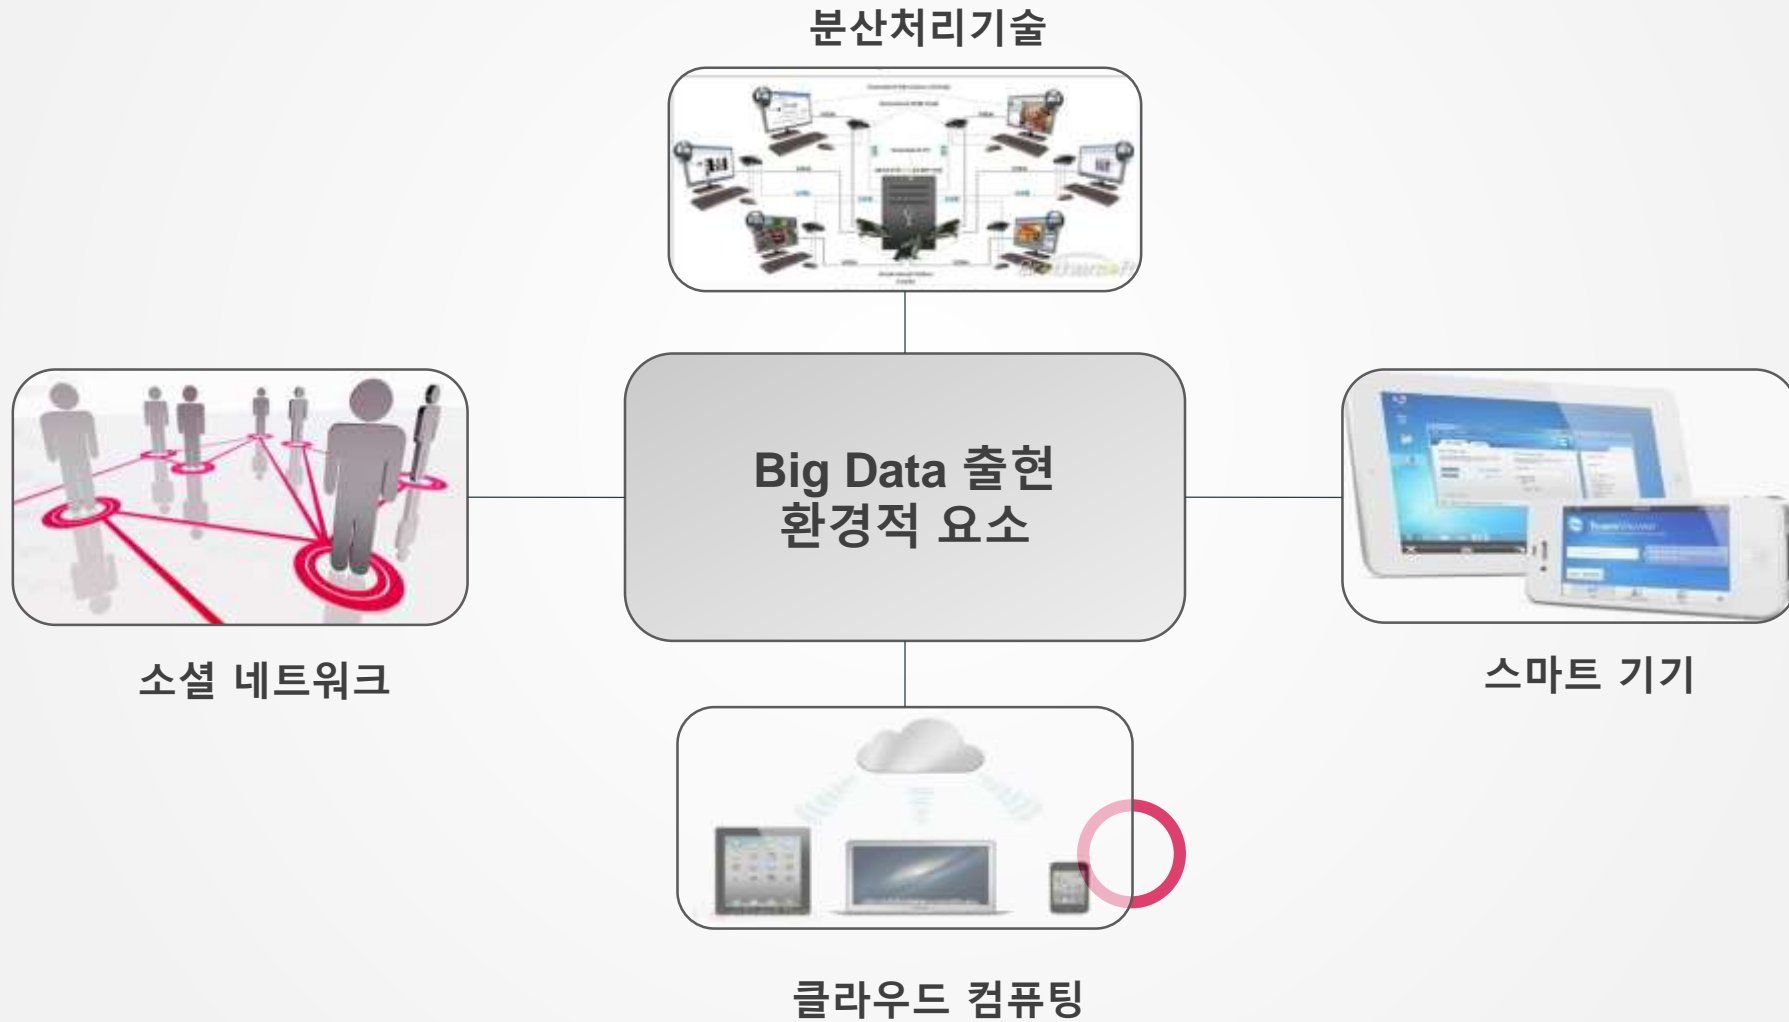 분산처리기술
Big Data 출현
환경적 요소
소셜 네트워크
스마트 기기
TeamViewer
클라우드 컴퓨팅